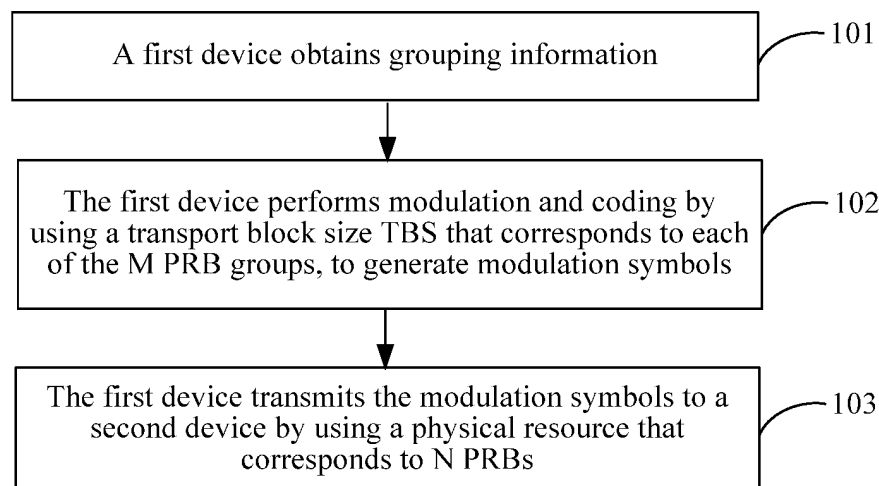 A first device obtains grouping information
101
The first device performs modulation and coding by
using a transport block size TBS that corresponds to each
of the M PRB groups, to generate modulation symbols
102
The first device transmits the modulation symbols to a
second device by using a physical resource that
corresponds to N PRBs
103